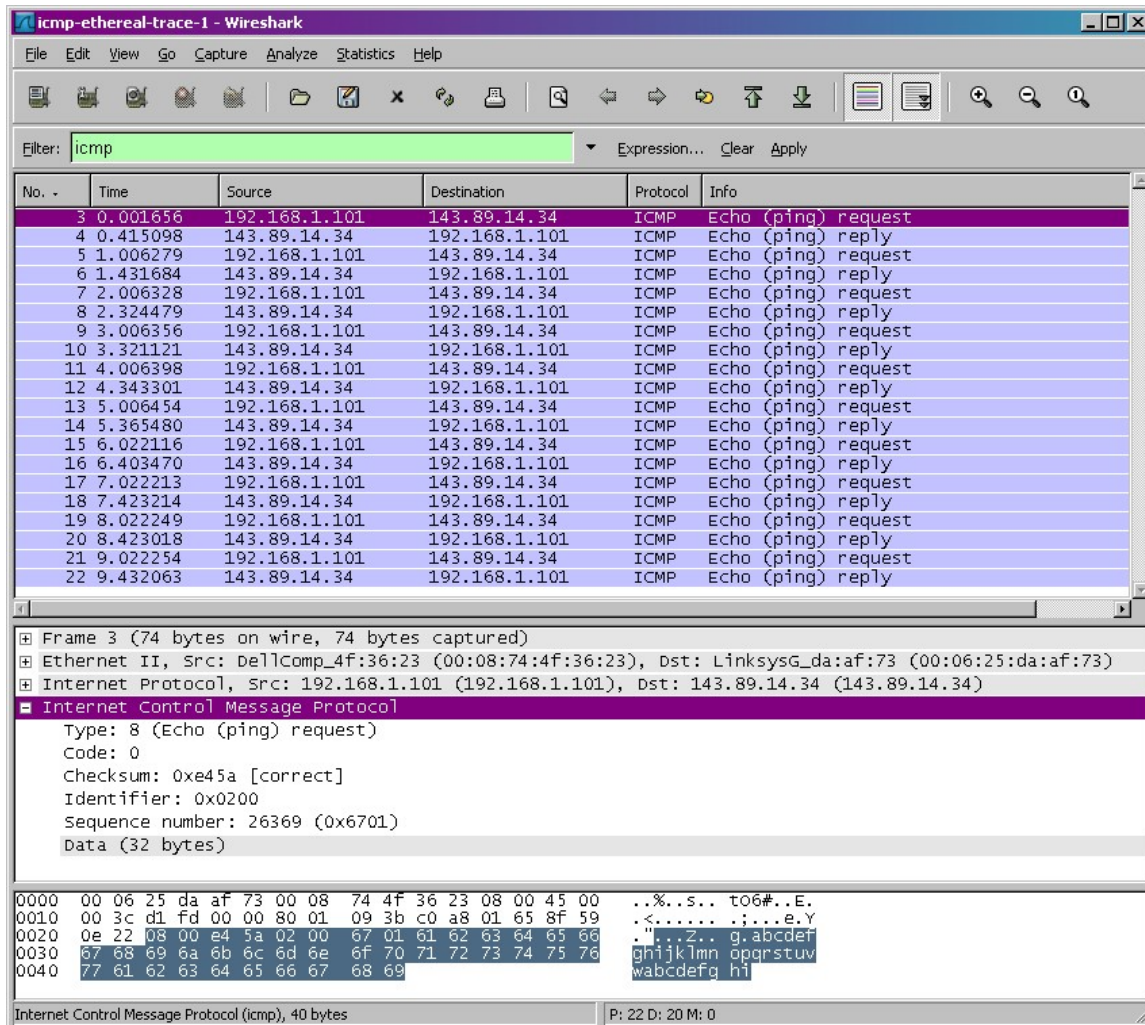 icmp-ethereal-trace-1 - Wireshark
File Edit View Go Capture Analyze Statistics Help
Filter: icmp Expression... Clear Apply
No. Time Source Destination Protocol Info
3 0.001656 192.168.1.101 143.89.14.34 ICMP Echo (ping) request
4 0.415098 143.89.14.34 192.168.1.101 ICMP Echo (ping) reply
5 1.006279 192.168.1.101 143.89.14.34 ICMP Echo (ping) request
6 1.431684 143.89.14.34 192.168.1.101 ICMP Echo (ping) reply
7 2.006328 192.168.1.101 143.89.14.34 ICMP Echo (ping) request
8 2.324479 143.89.14.34 192.168.1.101 ICMP Echo (ping) reply
9 3.006356 192.168.1.101 143.89.14.34 ICMP Echo (ping) request
10 3.321121 143.89.14.34 192.168.1.101 ICMP Echo (ping) reply
11 4.006398 192.168.1.101 143.89.14.34 ICMP Echo (ping) request
12 4.343301 143.89.14.34 192.168.1.101 ICMP Echo (ping) reply
13 5.006454 192.168.1.101 143.89.14.34 ICMP Echo (ping) request
14 5.365480 143.89.14.34 192.168.1.101 ICMP Echo (ping) reply
15 6.022116 192.168.1.101 143.89.14.34 ICMP Echo (ping) request
16 6.403470 143.89.14.34 192.168.1.101 ICMP Echo (ping) reply
17 7.022213 192.168.1.101 143.89.14.34 ICMP Echo (ping) request
18 7.423214 143.89.14.34 192.168.1.101 ICMP Echo (ping) reply
19 8.022249 192.168.1.101 143.89.14.34 ICMP Echo (ping) request
20 8.423018 143.89.14.34 192.168.1.101 ICMP Echo (ping) reply
21 9.022254 192.168.1.101 143.89.14.34 ICMP Echo (ping) request
22 9.432063 143.89.14.34 192.168.1.101 ICMP Echo (ping) reply
Frame 3 (74 bytes on wire, 74 bytes captured)
Ethernet II, Src: DellComp_4f:36:23 (00:08:74:4f:36:23), Dst: LinksysG_da:af:73 (00:06:25:da:af:73)
Internet Protocol, Src: 192.168.1.101 (192.168.1.101), Dst: 143.89.14.34 (143.89.14.34)
Internet Control Message Protocol
Type: 8 (Echo (ping) request)
Code: 0
Checksum: 0xe45a [correct]
Identifier: 0x0200
Sequence number: 26369 (0x6701)
Data (32 bytes)
0000 00 06 25 da af 73 00 08 74 4f 36 23 08 00 45 00 ..%..s.. tO6#..E.
0010 00 3c d1 fd 00 00 80 01 09 3b c0 a8 01 65 8f 59 .<...... .;...e.Y
0020 0e 22 08 00 e4 5a 02 00 67 01 61 62 63 64 65 66 ."...Z.. g.abcdef
0030 67 68 69 6a 6b 6c 6d 6e 6f 70 71 72 73 74 75 76 ghijklmn opqrstuv
0040 77 61 62 63 64 65 66 67 68 69 wabcdefg hi
Internet Control Message Protocol (icmp), 40 bytes P: 22 D: 20 M: 0